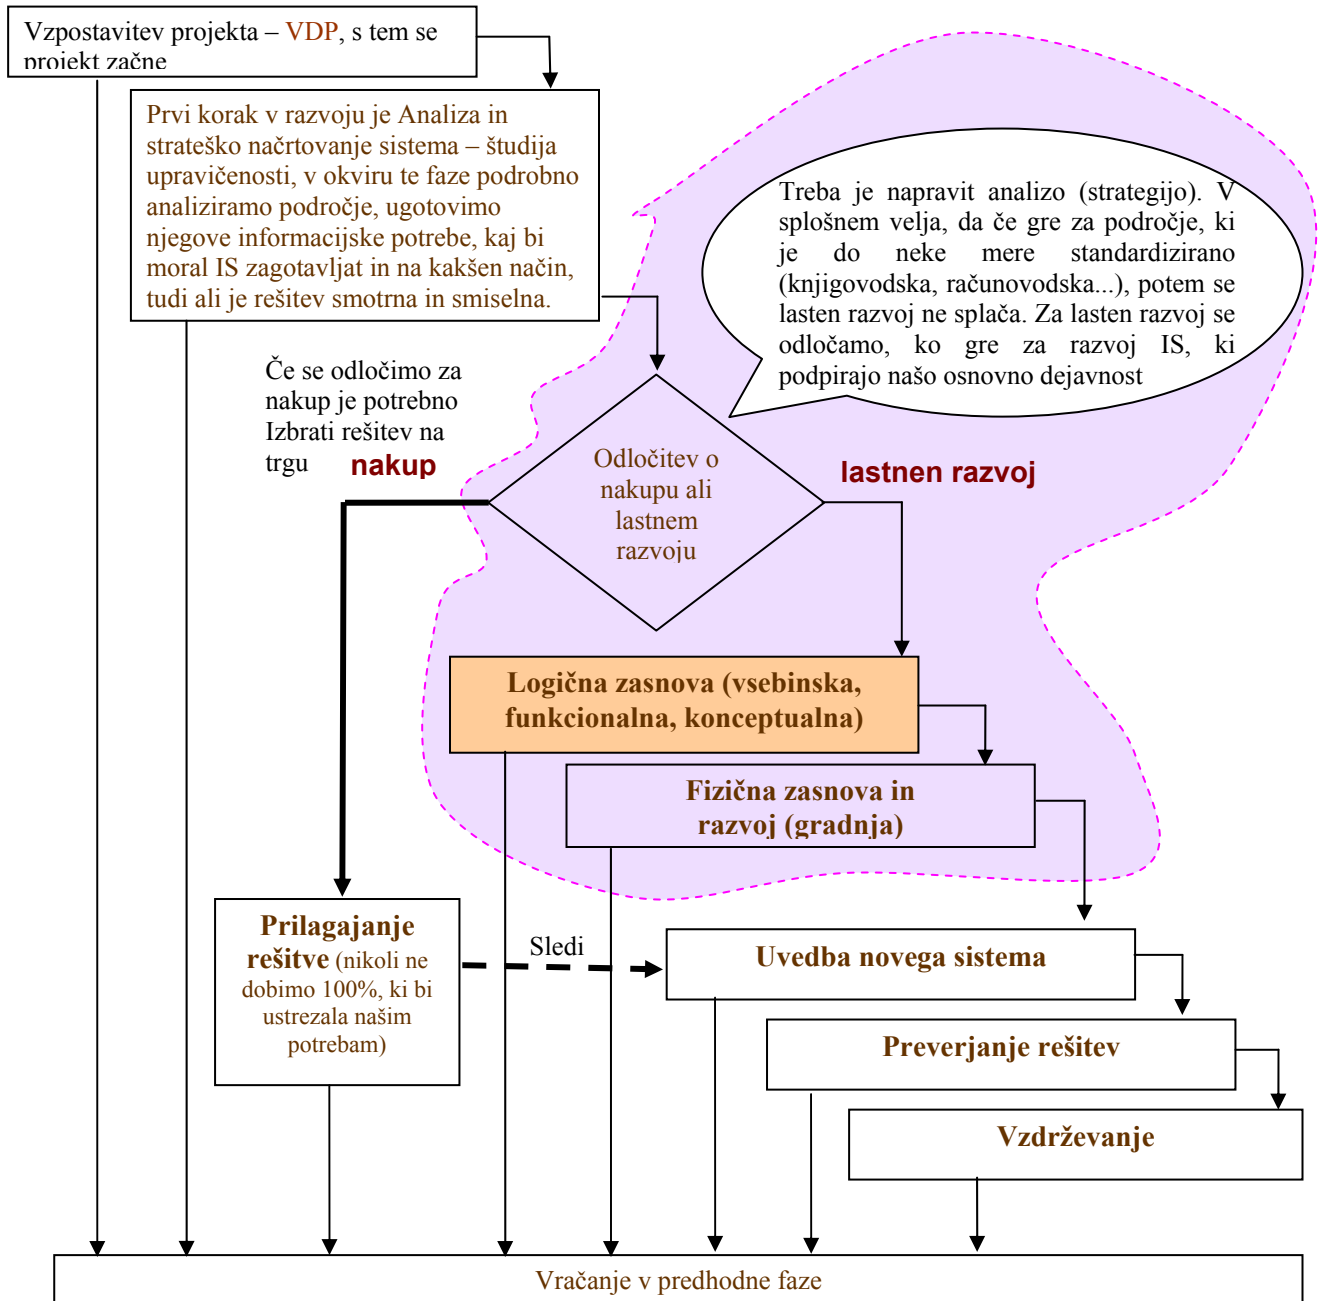 Vzpostavitev projekta – VDP, s tem se
projekt začne
Prvi korak v razvoju je Analiza in
strateško načrtovanje sistema – študija
upravičenosti, v okviru te faze podrobno
analiziramo področje, ugotovimo
njegove informacijske potrebe, kaj bi
moral IS zagotavljat in na kakšen način,
tudi ali je rešitev smotrna in smiselna.
Treba je napravit analizo (strategijo). V
splošnem velja, da če gre za področje, ki
je do neke mere standardizirano
(knjigovodska, računovodska...), potem se
lasten razvoj ne splača. Za lasten razvoj se
odločamo, ko gre za razvoj IS, ki
podpirajo našo osnovno dejavnost
Če se odločimo za
nakup je potrebno
Izbrati rešitev na
trgu
nakup
Odločitev o
nakupu ali
lastnem
razvoju
lastnen razvoj
Logična zasnova (vsebinska,
funkcionalna, konceptualna)
Fizična zasnova in
razvoj (gradnja)
Prilagajanje
rešitve (nikoli ne
dobimo 100%, ki bi
ustrezala našim
potrebam)
Sledi
Uvedba novega sistema
Preverjanje rešitev
Vzdrževanje
Vračanje v predhodne faze